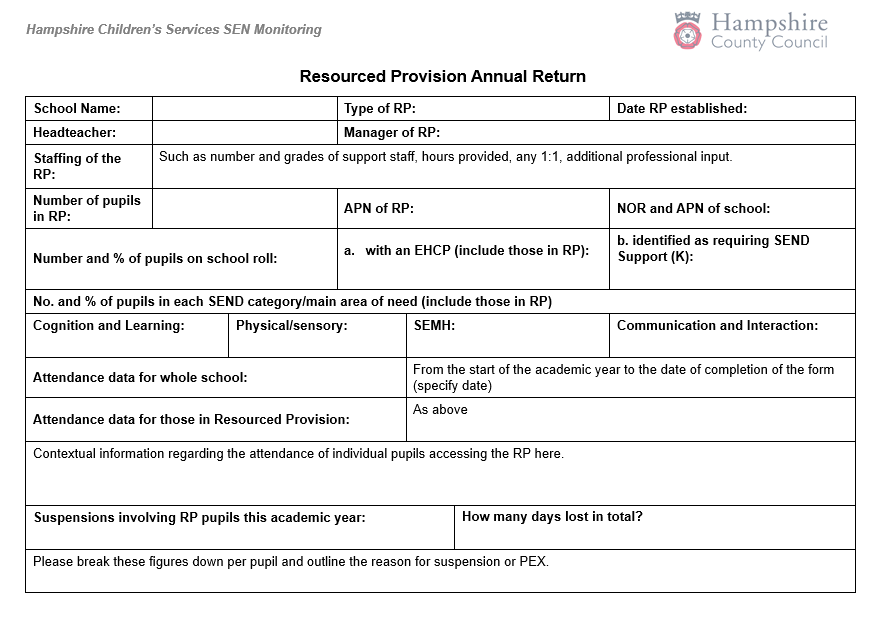 Hampshire Children's Services SEN Monitoring
Hampshire
County Council
Resourced Provision Annual Return
School Name:
Type of RP:
Date RP established:
Headteacher:
Manager of RP:
Staffing of the
RP:
Such as number and grades of support staff, hours provided, any 1:1, additional professional input.
Number of pupils
in RP:
APN of RP:
NOR and APN of school:
Number and % of pupils on school roll:
a. with an EHCP (include those in RP):
b. identified as requiring SEND
Support (K):
No. and % of pupils in each SEND category/main area of need (include those in RP)
Cognition and Learning:
Physical/sensory:
SEMH:
Communication and Interaction:
Attendance data for whole school:
From the start of the academic year to the date of completion of the form
(specify date)
Attendance data for those in Resourced Provision:
As above
Contextual information regarding the attendance of individual pupils accessing the RP here.
Suspensions involving RP pupils this academic year:
How many days lost in total?
Please break these figures down per pupil and outline the reason for suspension or PEX.